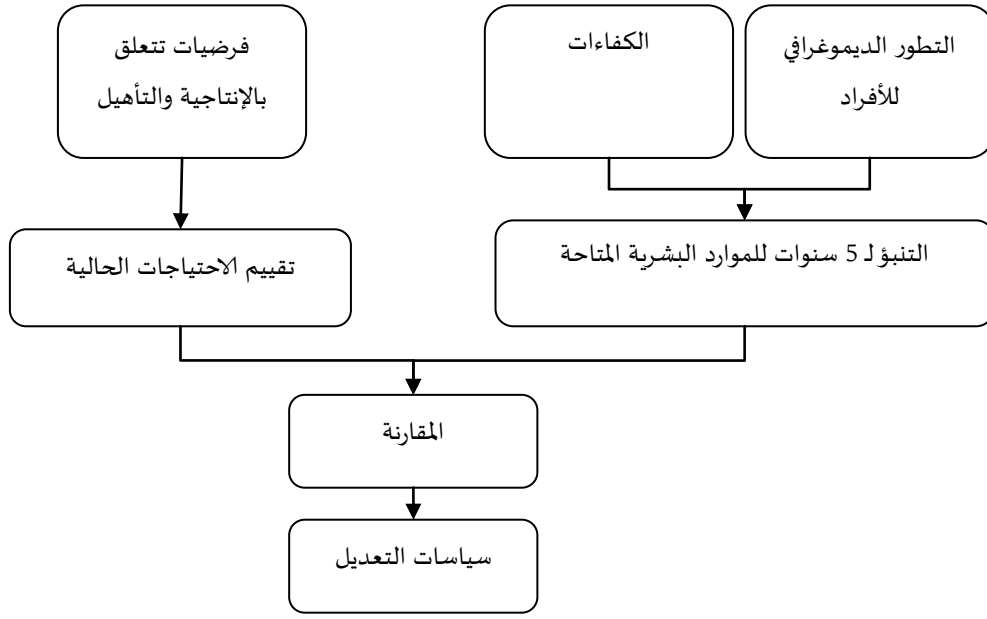 التطور الديموغرافي
للأفراد
الكفاءات
فرضيات تتعلق
بالإنتاجية والتأهيل
التنبؤ لـ 5 سنوات للموارد البشرية المتاحة
تقييم الاحتياجات الحالية
المقارنة
سياسات التعديل